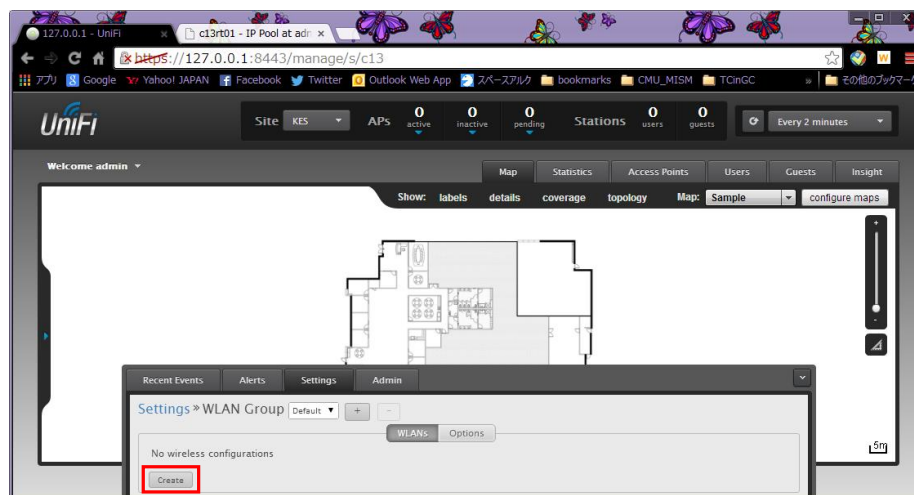 127.0.0.1 - UniFi
c13rt01 - IP Pool at adr
https://127.0.0.1:8443/manage/s/c13
アプリ Google Yahoo! JAPAN Facebook Twitter Outlook Web App スペースアルク bookmarks CMU_MISM TCinGC » その他のブックマーク
UniFi
Site KES APs 0 active 0 inactive 0 pending Stations 0 users 0 guests Every 2 minutes
Welcome admin
Map Statistics Access Points Users Guests Insight
Show: labels details coverage topology Map: Sample configure maps
+
-
Recent Events Alerts Settings Admin
Settings » WLAN Group Default + -
WLANs Options
5m
No wireless configurations
Create